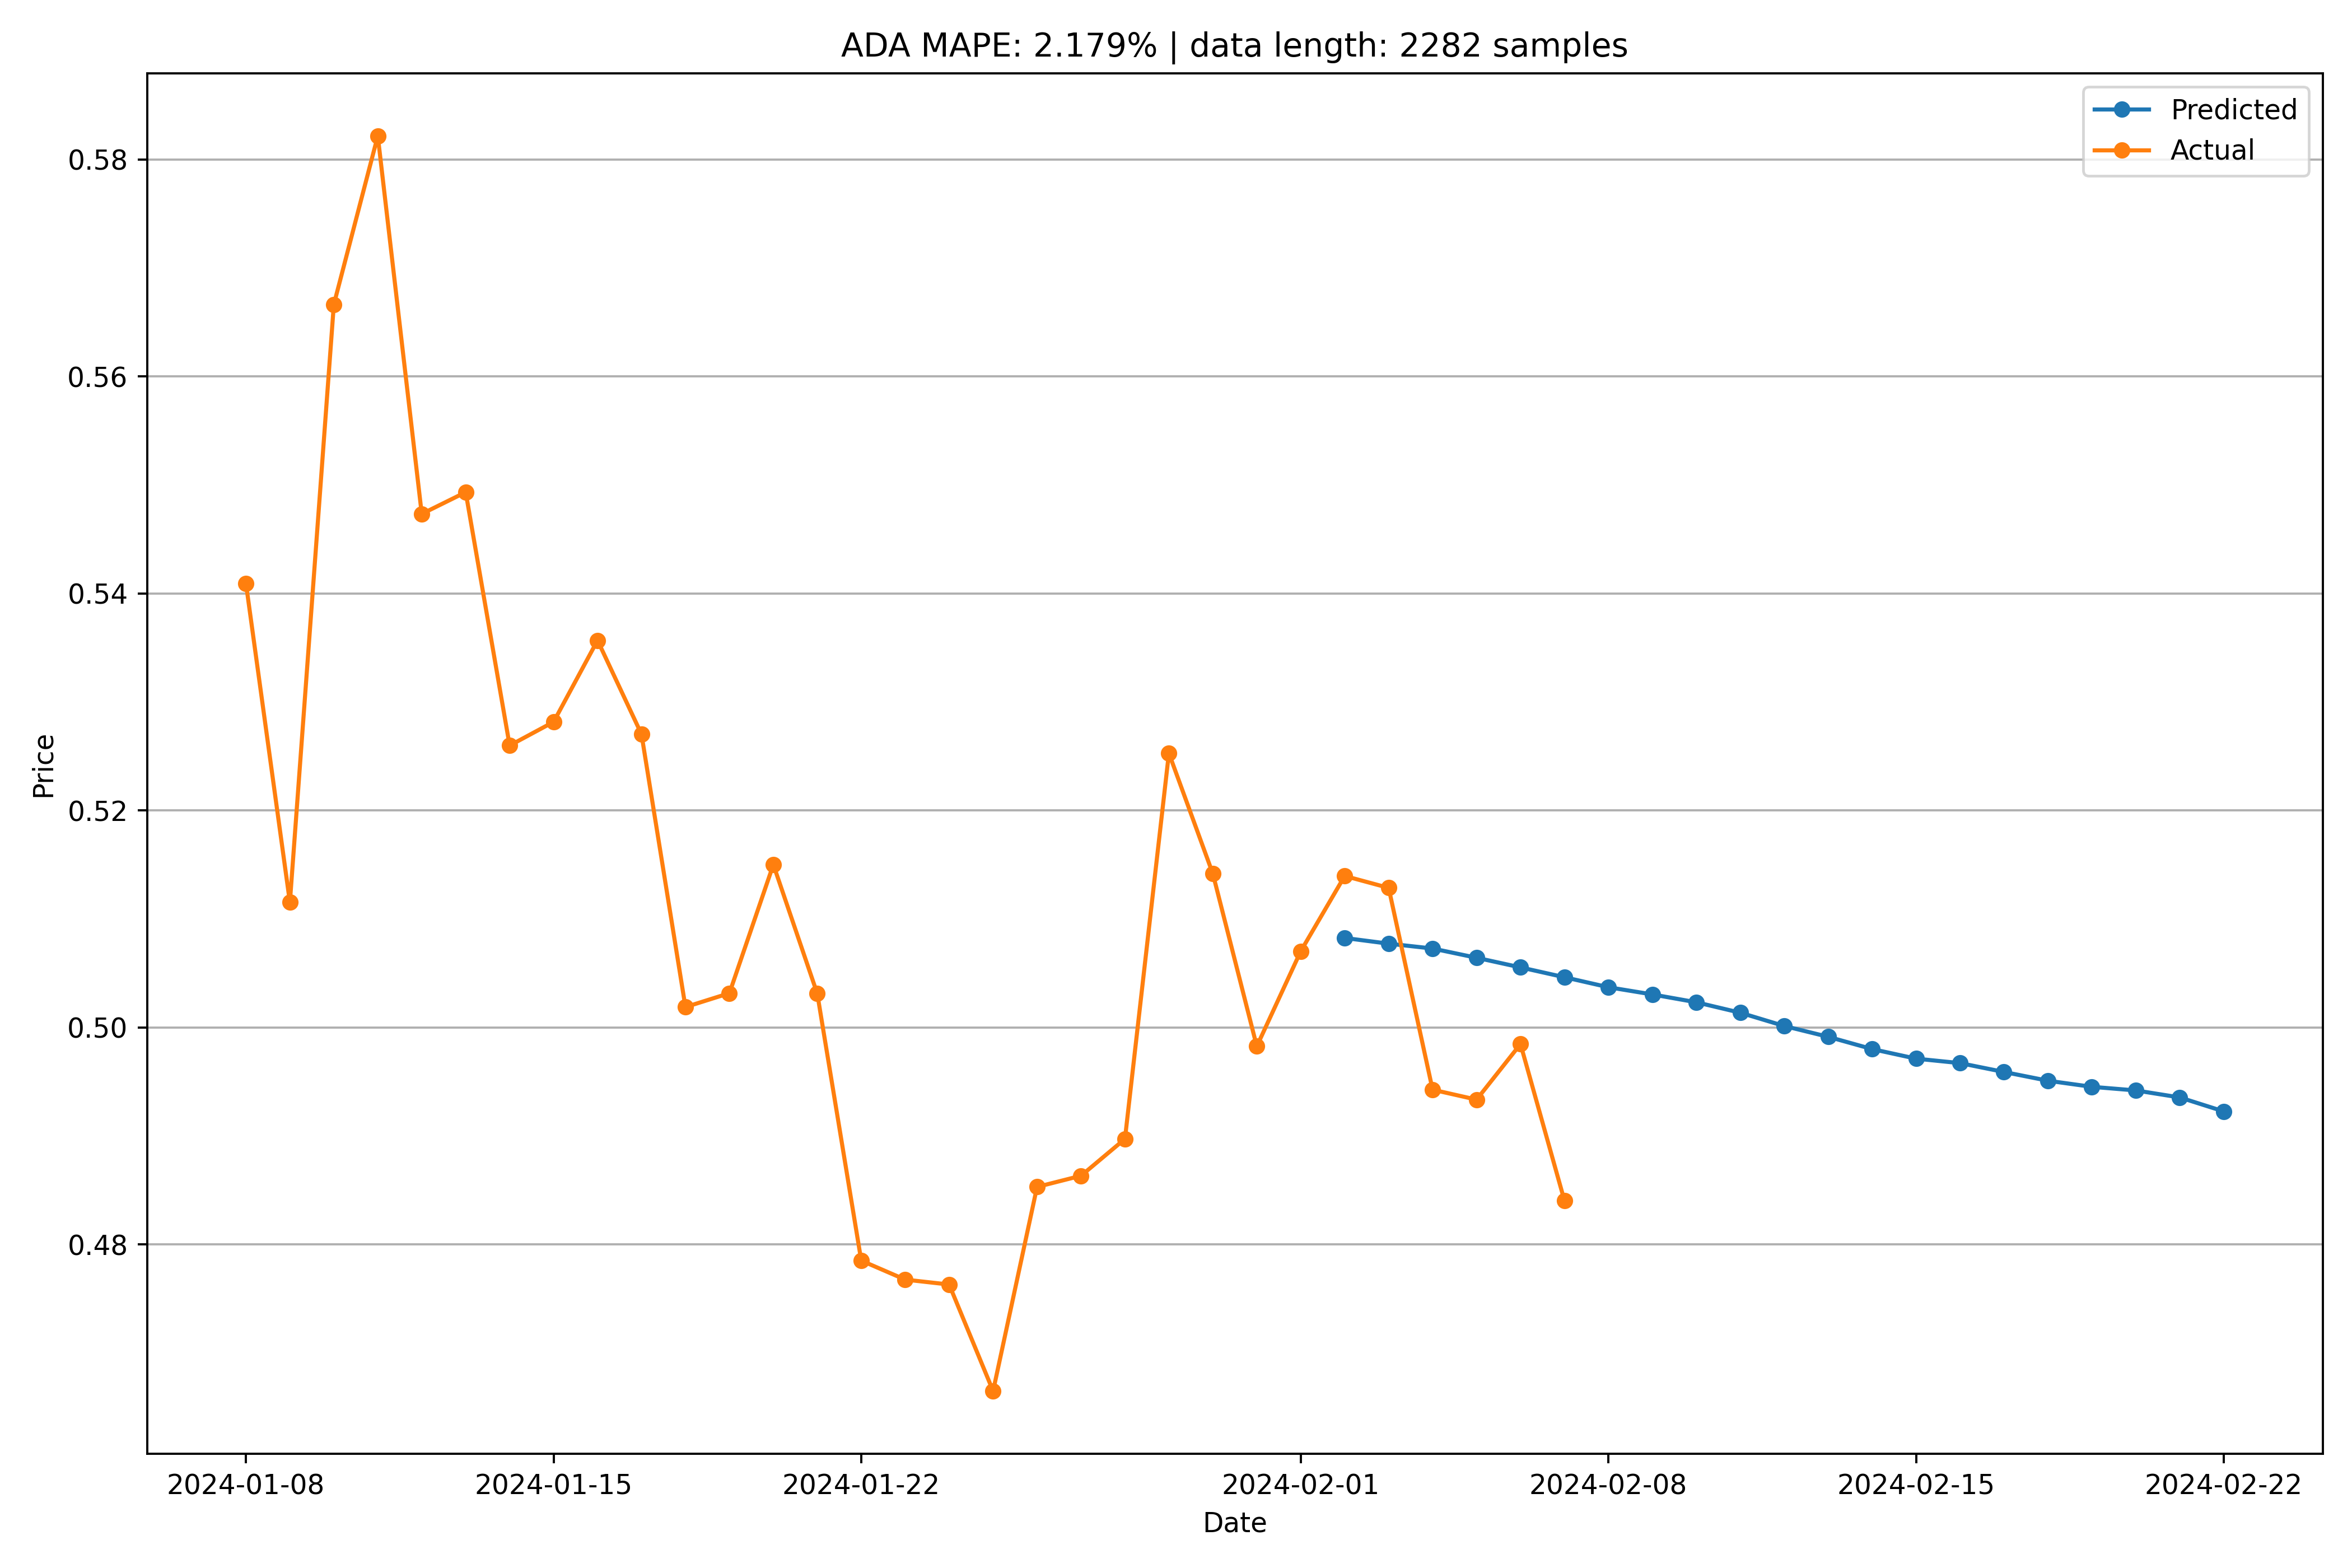 ADA MAPE: 2.179% | data length: 2282 samples
Predicted
Actual
0.58
0.56
0.54
0.52
0.50
0.48
Price
2024-01-08
2024-01-15
2024-01-22
2024-02-01
2024-02-08
2024-02-15
2024-02-22
Date